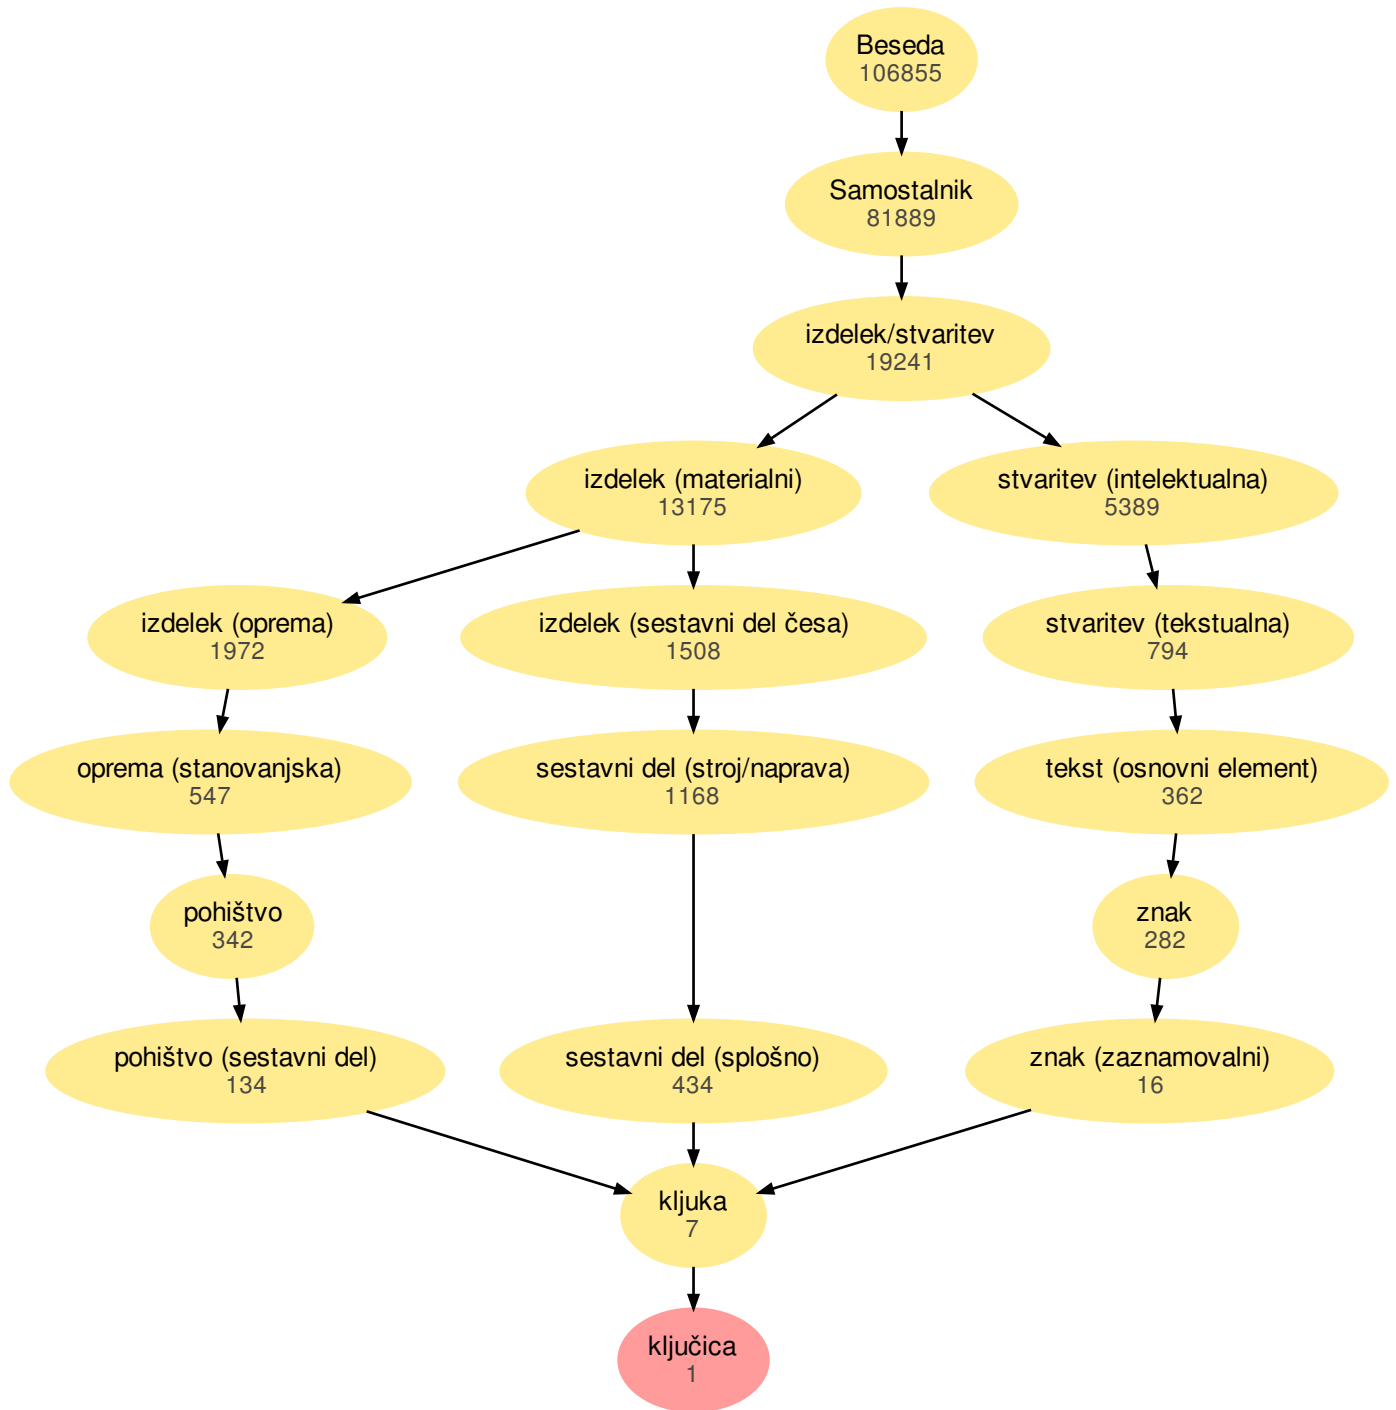 Beseda
106855
Samostalnik
81889
izdelek/stvaritev
19241
izdelek (materialni)
13175
stvaritev (intelektualna)
5389
izdelek (oprema)
1972
izdelek (sestavni del česa)
1508
stvaritev (tekstualna)
794
oprema (stanovanjska)
547
sestavni del (stroj/naprava)
1168
tekst (osnovni element)
362
pohištvo
342
znak
282
pohištvo (sestavni del)
134
sestavni del (splošno)
434
znak (zaznamovalni)
16
kljuka
7
ključica
1